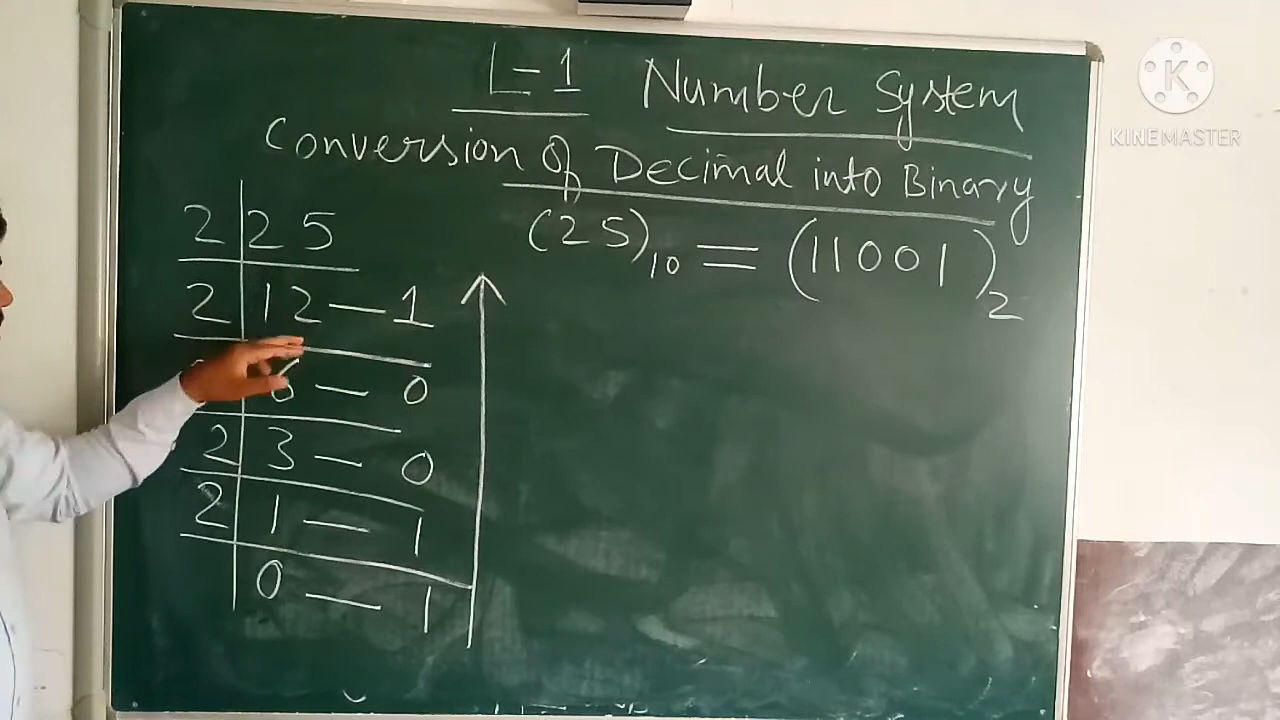 L-1 Number System
Conversion Of Decimal into Binary
(25)10 = (11001)2
2 25
2 12 — 1
6 — 0
2 3 — 0
2 1 — 1
0 — 1
K
KINEMASTER